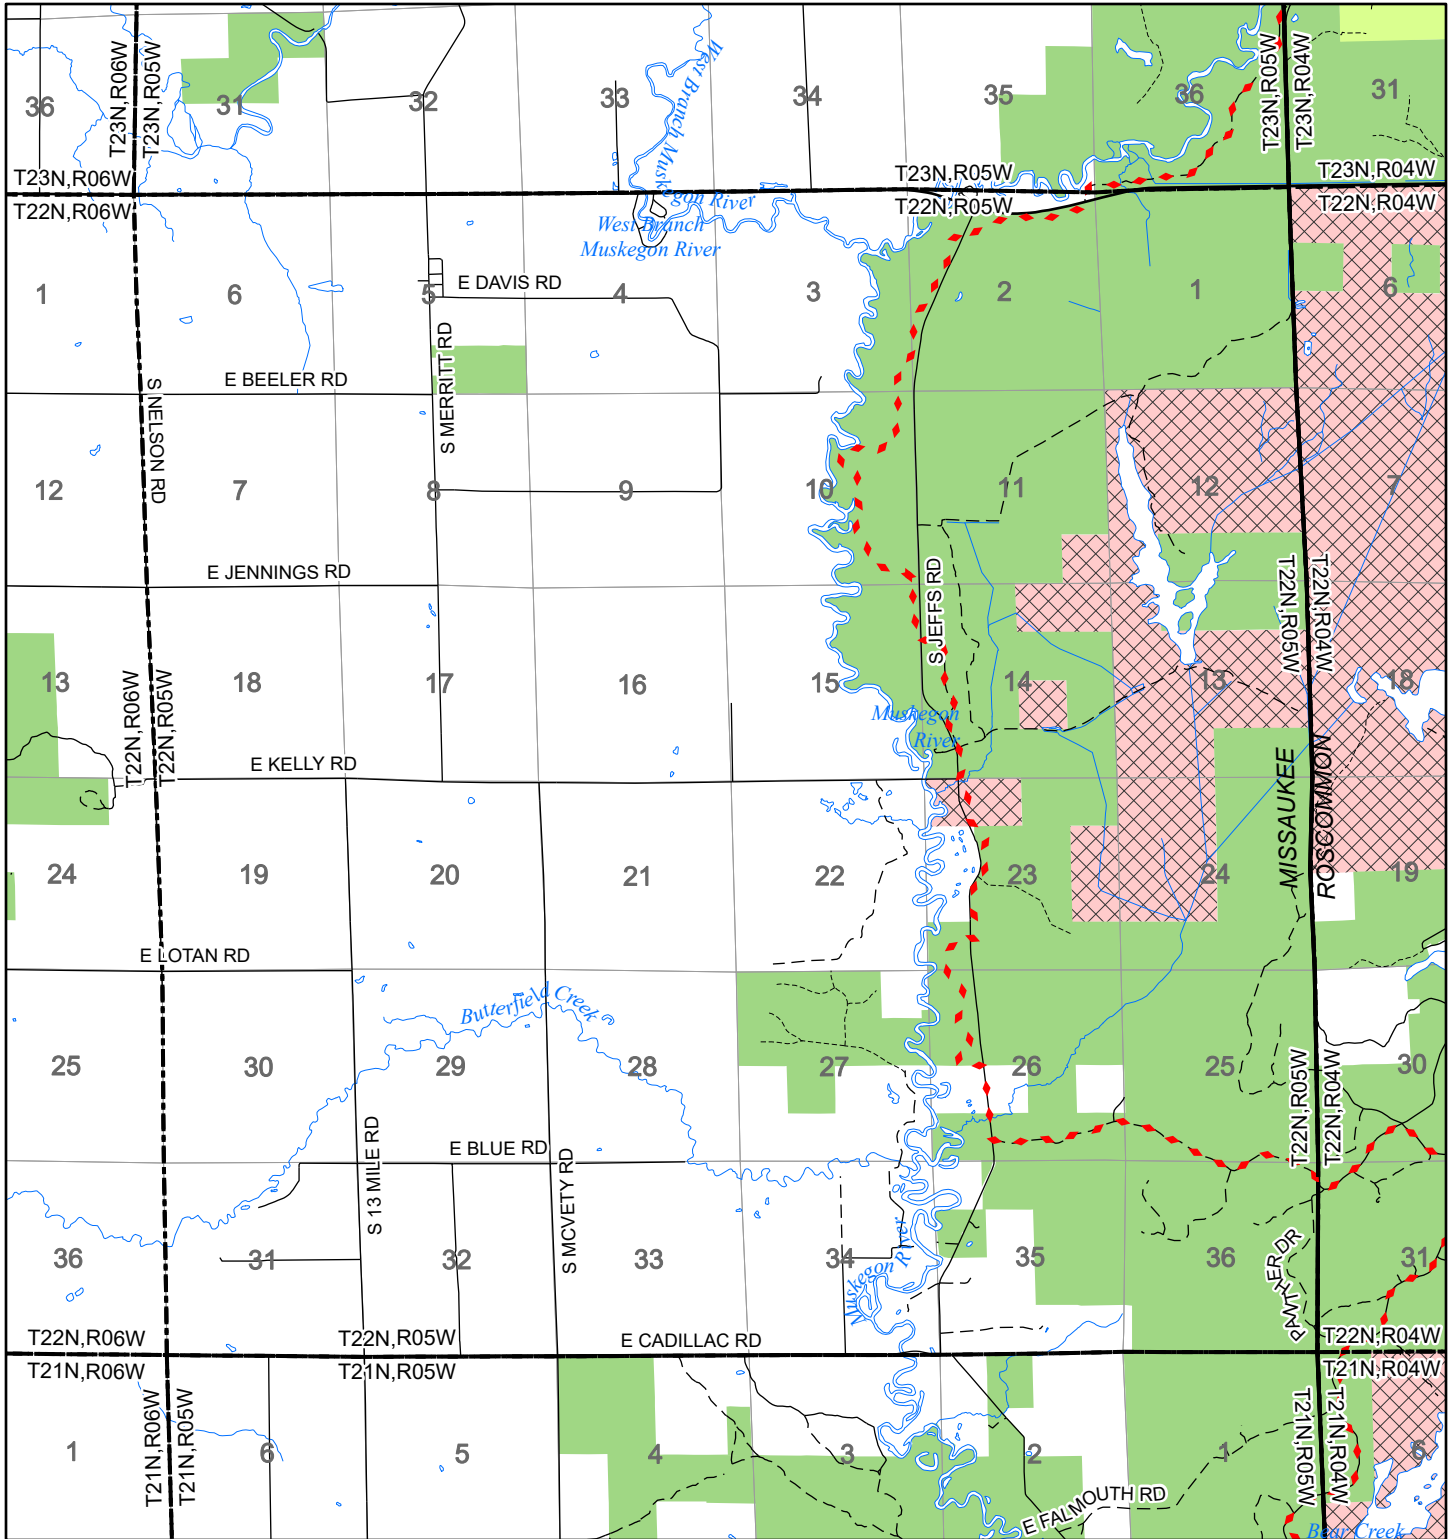 36
31
32
33
34
35
36
31
T23N,R06W
T23N,R05W
T23N,R05W
T23N,R04W
West Branch Muskegon River
T23N,R06W
T22N,R06W
T23N,R05W
T22N,R05W
T23N,R04W
T22N,R04W
West Branch
Muskegon River
1
6
5
4
3
2
1
6
E DAVIS RD
S MERRITT RD
E BEELER RD
S NELSON RD
12
7
8
9
10
11
12
7
E JENNINGS RD
S JEFFS RD
T22N,R05W
T22N,R04W
13
18
17
16
15
14
13
18
T22N,R06W
T22N,R05W
Muskegon
River
E KELLY RD
MISSAUKEE
ROSCOMMON
24
19
20
21
22
23
24
19
E LOTAN RD
Butterfield Creek
25
30
29
28
27
26
25
30
T22N,R05W
T22N,R04W
E BLUE RD
S 13 MILE RD
S MCVETY RD
36
31
32
33
34
35
36
31
Muskegon
River
PANTHER DR
T22N,R06W
T21N,R06W
T22N,R05W
T21N,R05W
E CADILLAC RD
T22N,R04W
T21N,R04W
T21N,R06W
T21N,R05W
T21N,R05W
T21N,R04W
1
6
5
4
3
2
1
6
E FALMOUTH RD
Bear Creek